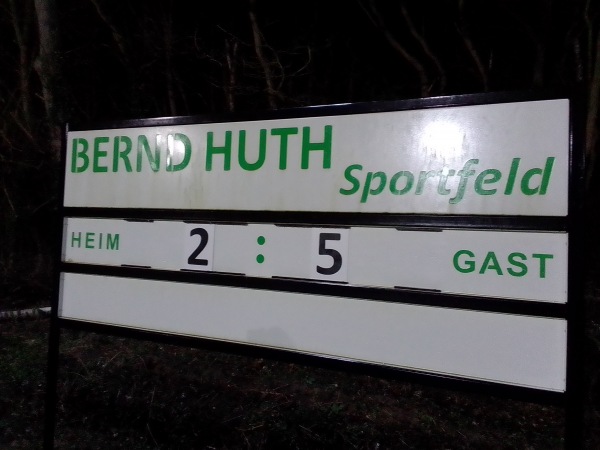 BERND HUTH Sportfeld
HEIM 2 : 5 GAST